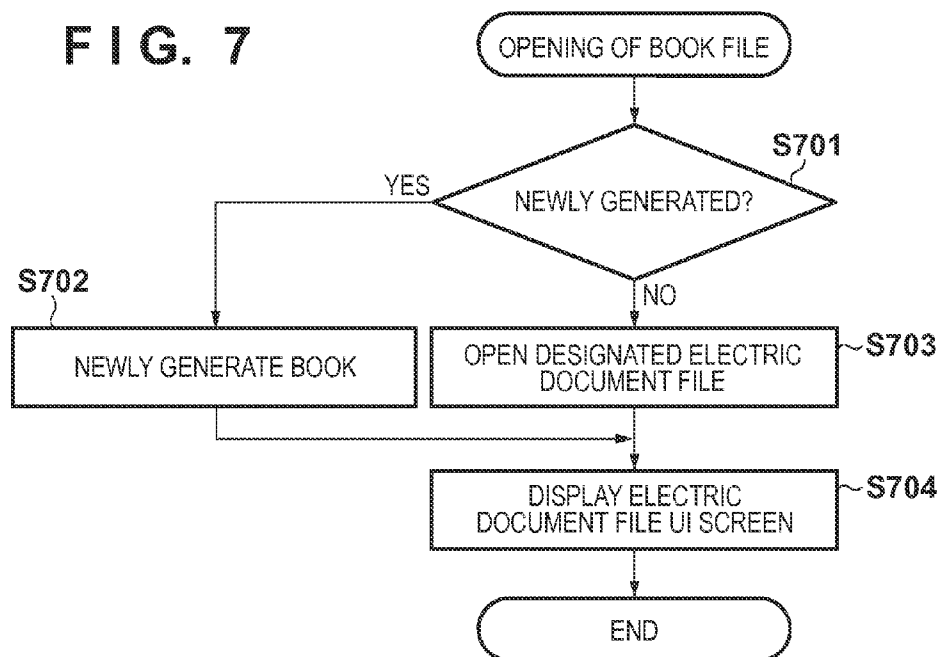 FIG. 7
OPENING OF BOOK FILE
S701
YES
NEWLY GENERATED?
NO
S702
NEWLY GENERATE BOOK
S703
OPEN DESIGNATED ELECTRIC
DOCUMENT FILE
S704
DISPLAY ELECTRIC
DOCUMENT FILE UI SCREEN
END